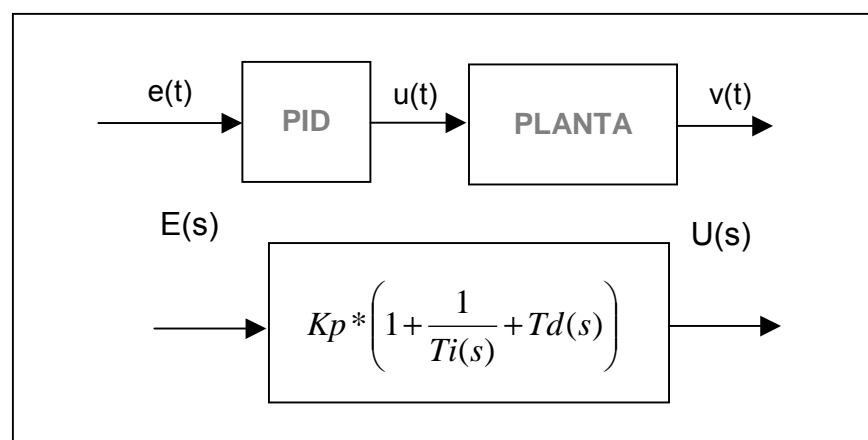 e(t) u(t) v(t)
PID PLANTA
E(s) U(s)
Kp*(1+1/Ti(s)+Td(s))